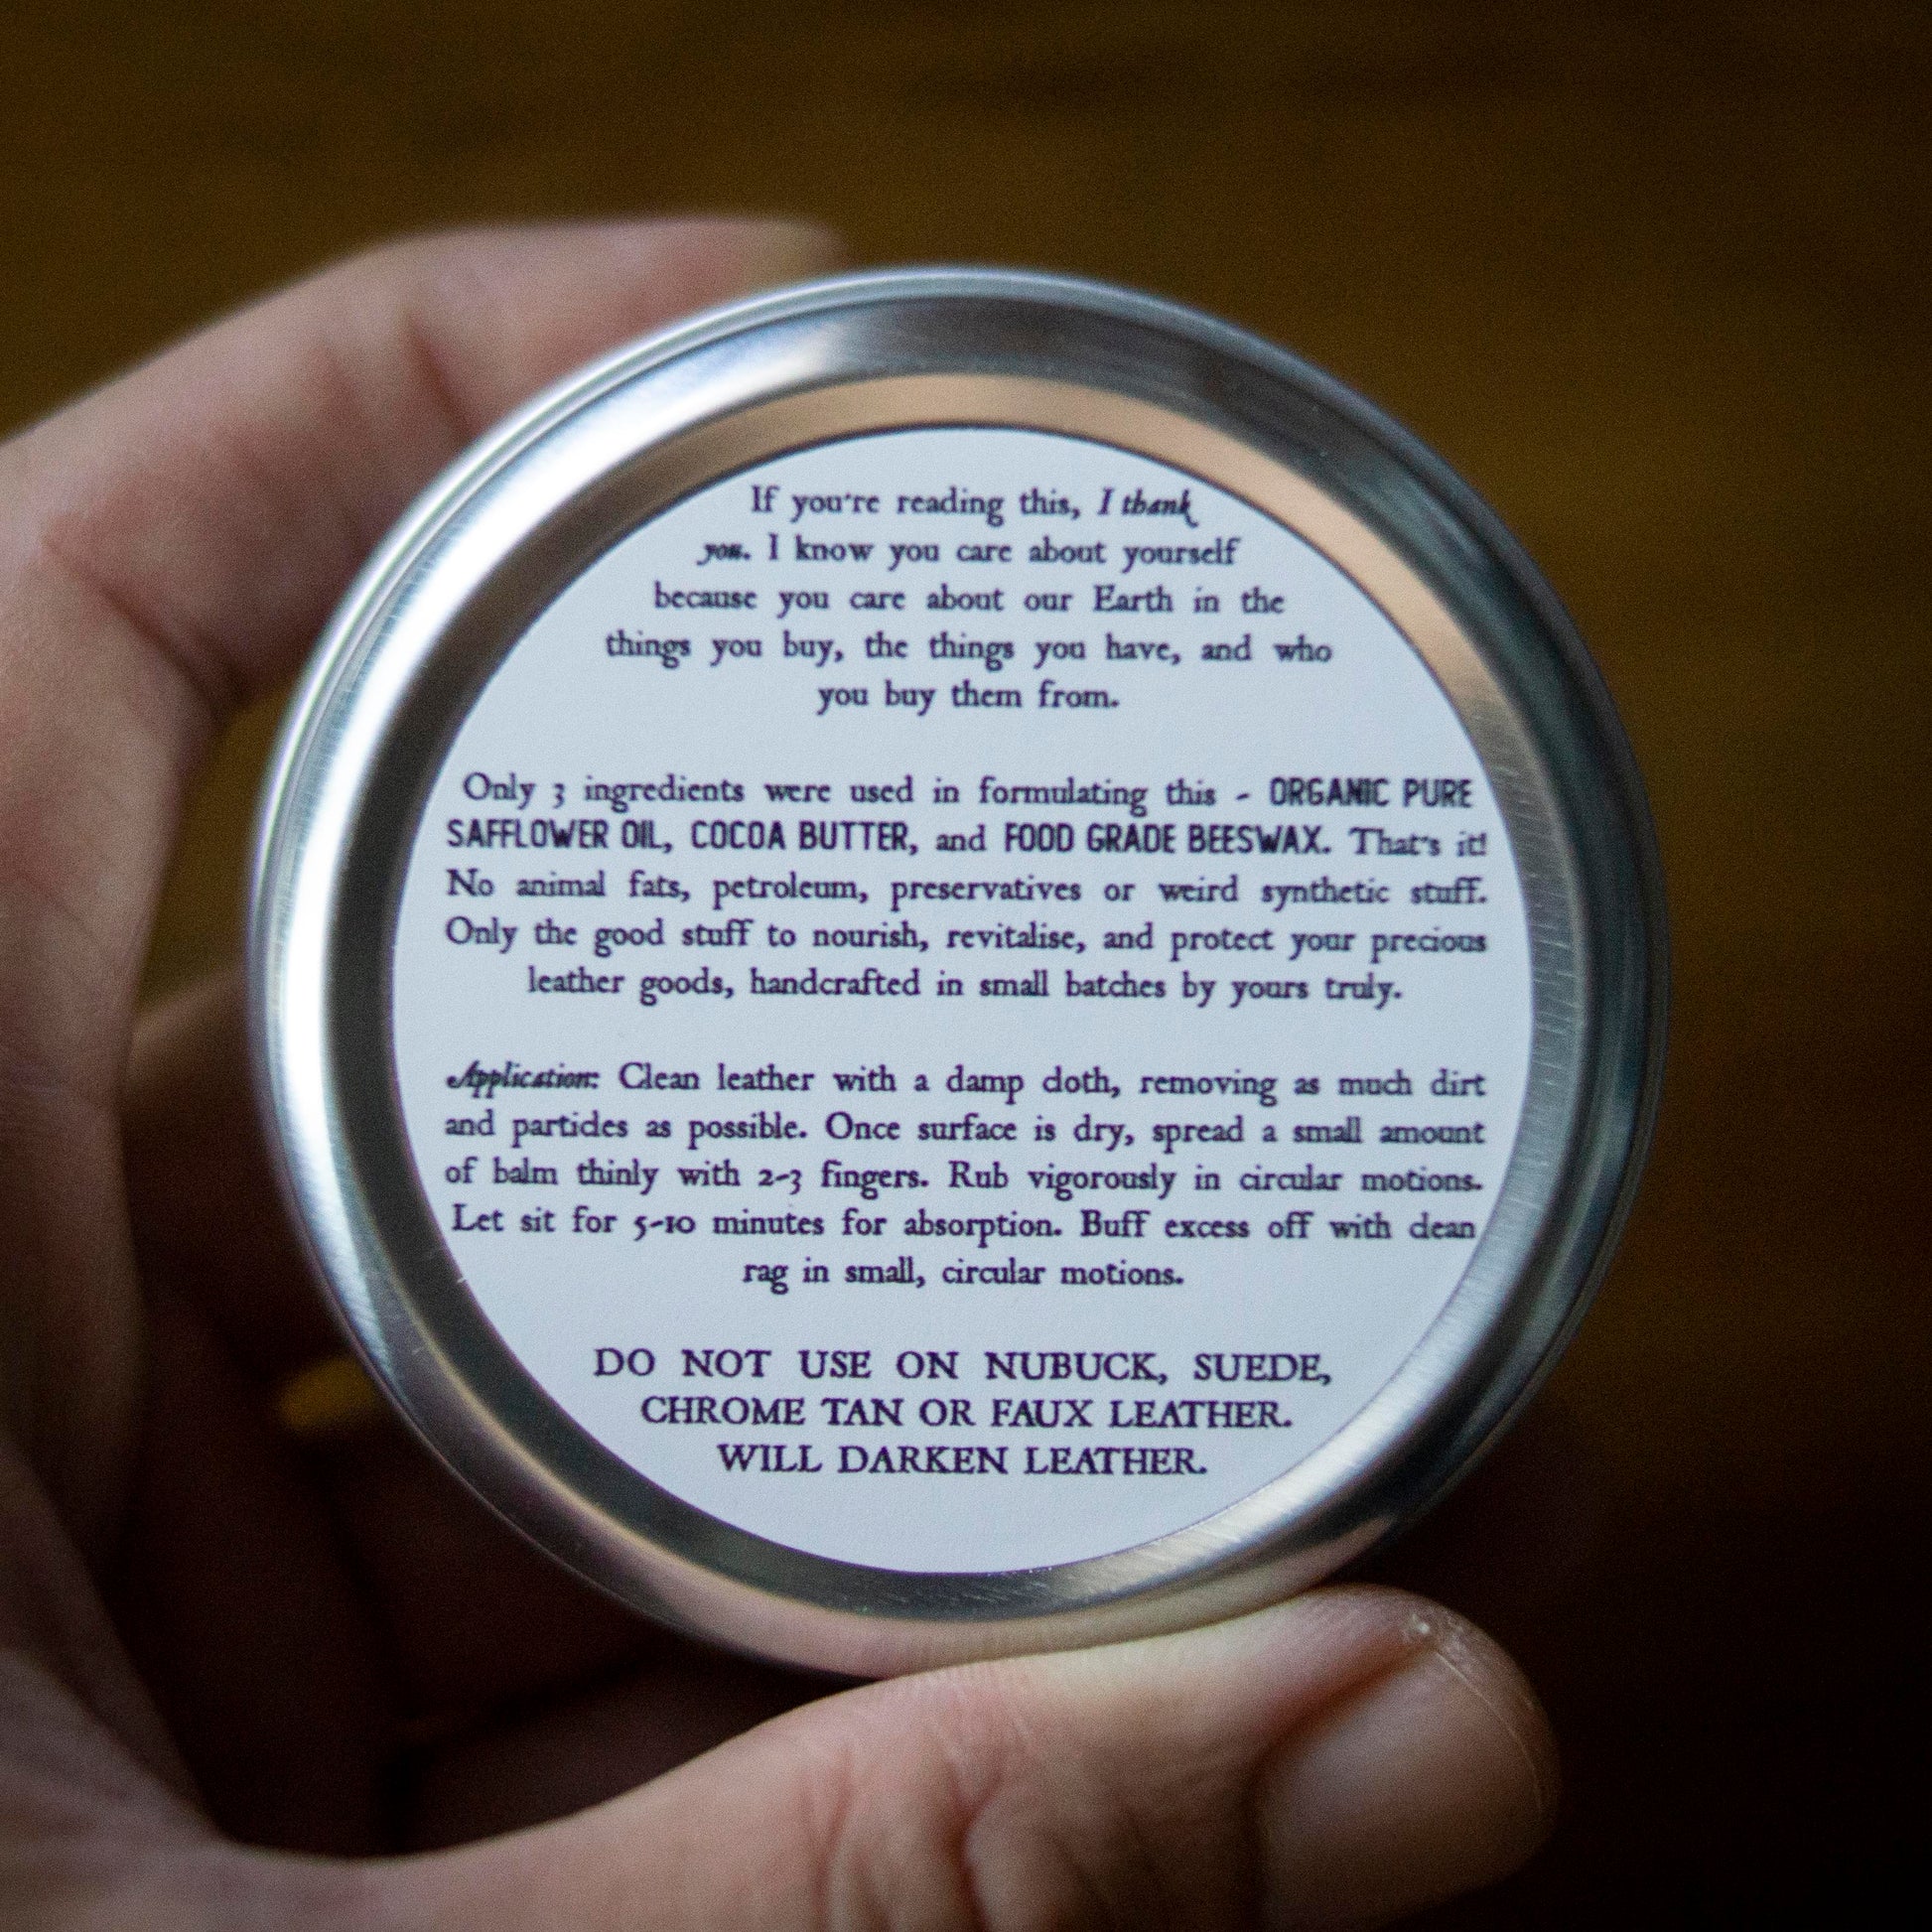 If you're reading this, I thank
you. I know you care about yourself
because you care about our Earth in the
things you buy, the things you have, and who
you buy them from.
Only 3 ingredients were used in formulating this - ORGANIC PURE
SAFFLOWER OIL, COCOA BUTTER, and FOOD GRADE BEESWAX. That's it!
No animal fats, petroleum, preservatives or weird synthetic stuff.
Only the good stuff to nourish, revitalise, and protect your precious
leather goods, handcrafted in small batches by yours truly.
Application: Clean leather with a damp cloth, removing as much dirt
and particles as possible. Once surface is dry, spread a small amount
of balm thinly with 2-3 fingers. Rub vigorously in circular motions.
Let sit for 5-10 minutes for absorption. Buff excess off with clean
rag in small, circular motions.
DO NOT USE ON NUBUCK, SUEDE,
CHROME TAN OR FAUX LEATHER.
WILL DARKEN LEATHER.